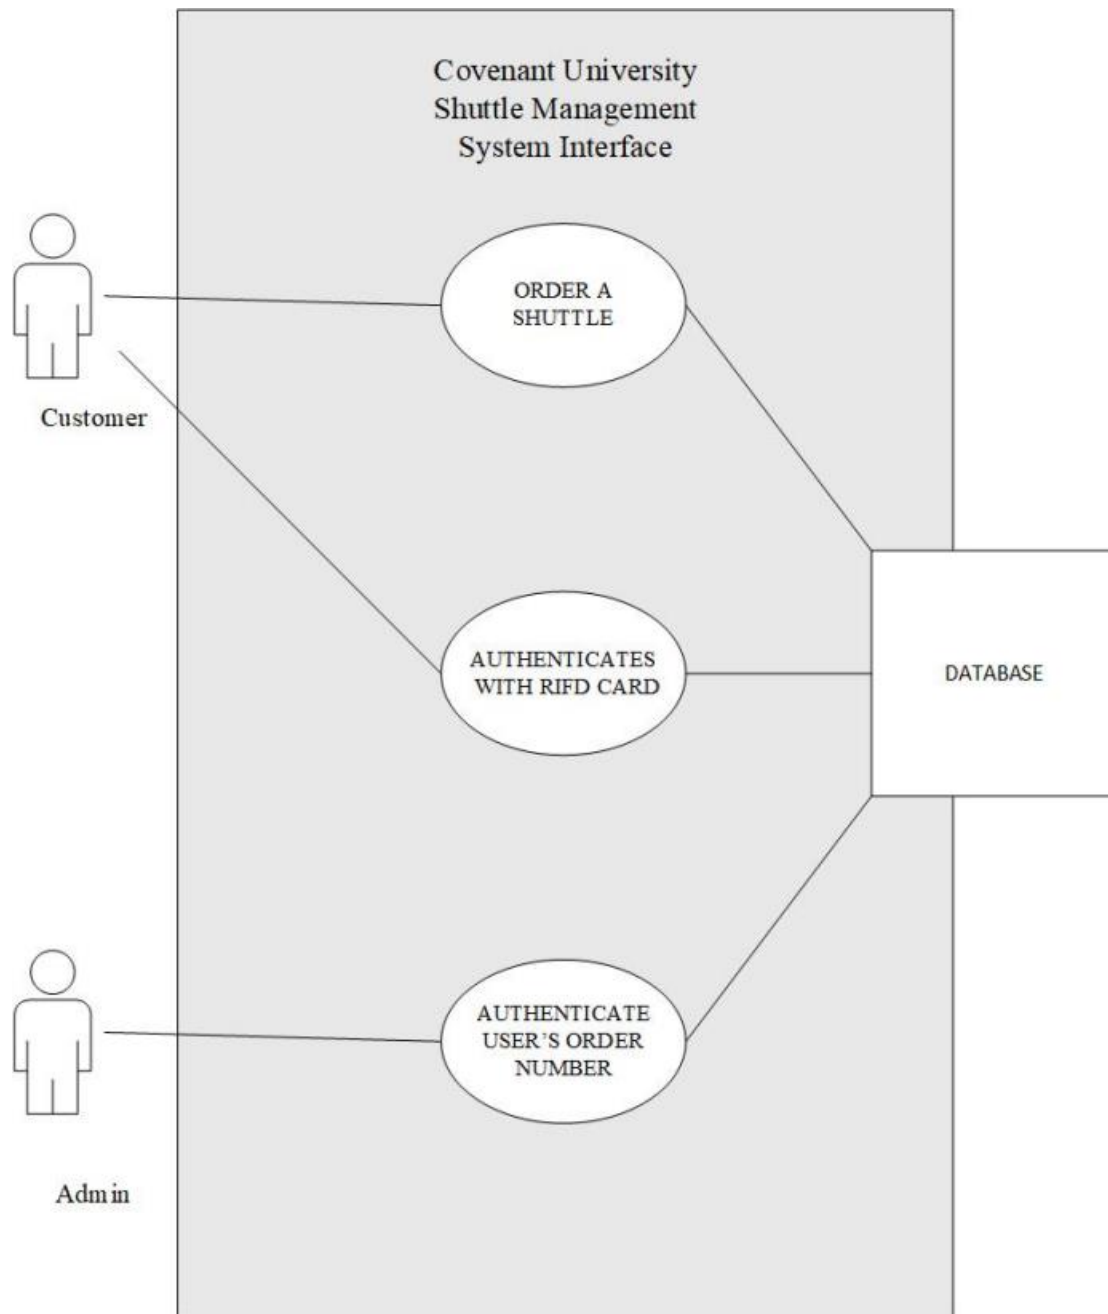 Covenant University
Shuttle Management
System Interface
ORDER A
SHUTTLE
Customer
AUTHENTICATES
WITH RIFD CARD
DATABASE
AUTHENTICATE
USER'S ORDER
NUMBER
Admin